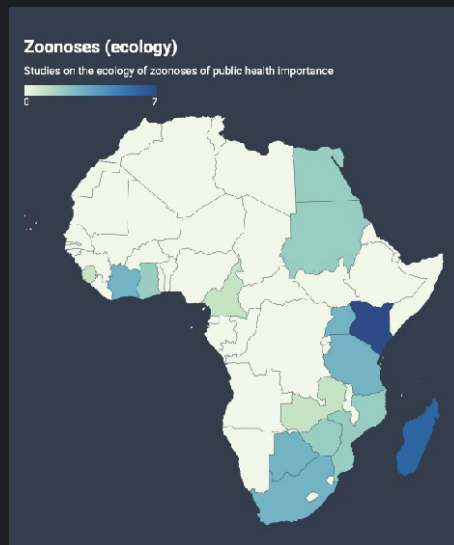 Zoonoses (ecology)
Studies on the ecology of zoonoses of public health importance
0 7